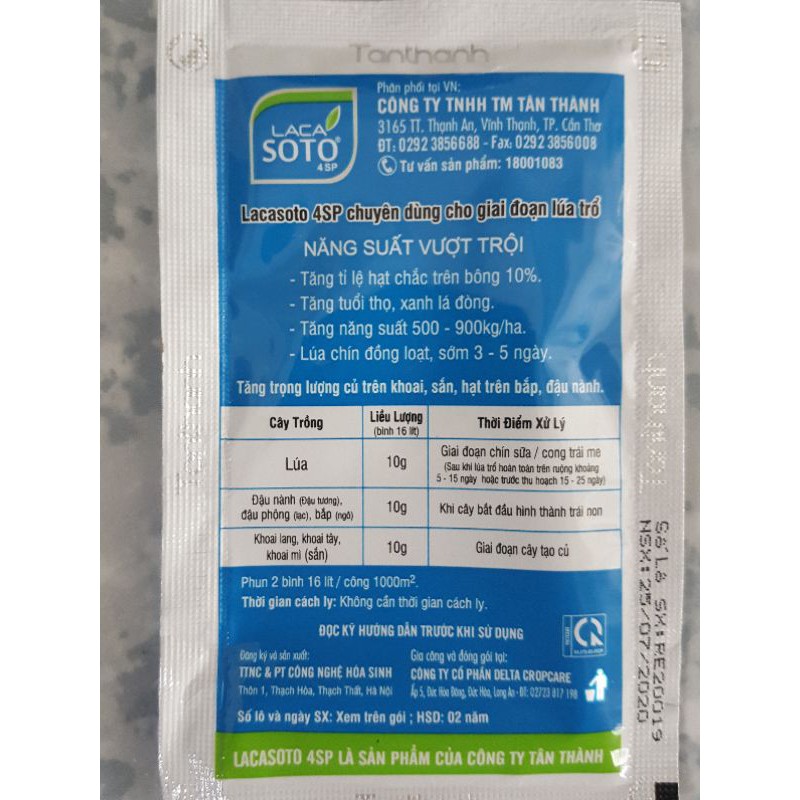 Tanthanh
LACA
SOTO®
4SP
Phân phối tại VN:
CÔNG TY TNHH TM TÂN THÀNH
3165 TT. Thạnh An, Vĩnh Thạnh, TP. Cần Thơ
ĐT: 0292 3856688 - Fax: 0292 3856008
Tư vấn sản phẩm: 18001083
Lacasoto 4SP chuyên dùng cho giai đoạn lúa trổ
NĂNG SUẤT VƯỢT TRỘI
- Tăng tỉ lệ hạt chắc trên bông 10%.
- Tăng tuổi thọ, xanh lá đòng.
- Tăng năng suất 500 - 900kg/ha.
- Lúa chín đồng loạt, sớm 3 - 5 ngày.
Tăng trọng lượng củ trên khoai, sắn, hạt trên bắp, đậu nành.
Cây Trồng
Liều Lượng
(bình 16 lít)
Thời Điểm Xử Lý
Lúa
10g
Giai đoạn chín sữa / cong trái me
(Sau khi lúa trổ hoàn toàn trên ruộng khoảng
5 - 15 ngày hoặc trước thu hoạch 15 - 25 ngày)
Đậu nành (Đậu tương),
đậu phộng (lạc), bắp (ngô)
10g
Khi cây bắt đầu hình thành trái non
Khoai lang, khoai tây,
khoai mì (sắn)
10g
Giai đoạn cây tạo củ
Phun 2 bình 16 lít / công 1000m².
Thời gian cách ly: Không cần thời gian cách ly.
ĐỌC KỸ HƯỚNG DẪN TRƯỚC KHI SỬ DỤNG
Đăng ký và sản xuất:
TTNC & PT CÔNG NGHỆ HÓA SINH
Thôn 1, Thạch Hòa, Thạch Thất, Hà Nội
Gia công và đóng gói tại:
CÔNG TY CỔ PHẦN DELTA CROPCARE
Ấp 5, Đức Hòa Đông, Đức Hòa, Long An - ĐT: 02723 817 198
Số lô và ngày SX: Xem trên gói ; HSD: 02 năm
LACASOTO 4SP LÀ SẢN PHẨM CỦA CÔNG TY TÂN THÀNH
Số Lô SX:RE20019
NSX:25/07/2020